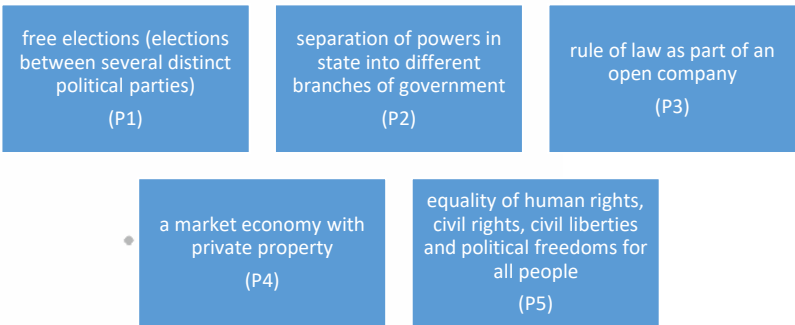 free elections (elections
between several distinct
political parties)
(P1)
separation of powers in
state into different
branches of government
(P2)
rule of law as part of an
open company
(P3)
a market economy with
private property
(P4)
equality of human rights,
civil rights, civil liberties
and political freedoms for
all people
(P5)